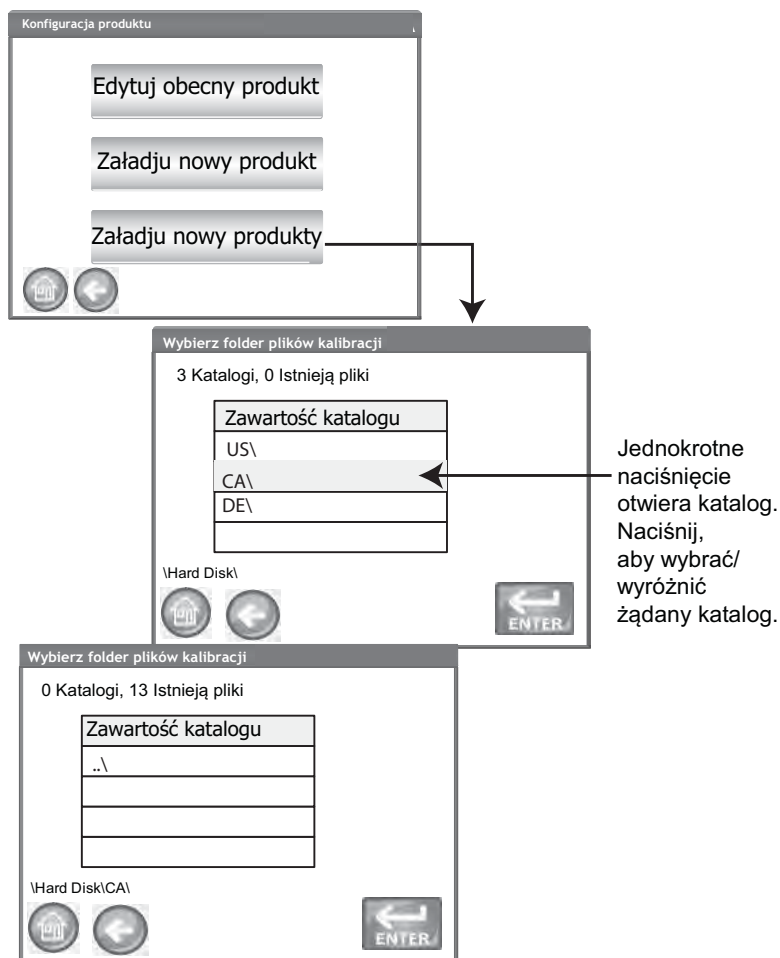 Konfiguracja produktu
Edytuj obecny produkt
Załadju nowy produkt
Załadju nowy produkty
Wybierz folder plików kalibracji
3 Katalogi, 0 Istnieją pliki
Zawartość katalogu
US\
CA\
DE\
\Hard Disk\
ENTER
Jednokrotne
naciśnięcie
otwiera katalog.
Naciśnij,
aby wybrać/
wyróżnić
żądany katalog.
Wybierz folder plików kalibracji
0 Katalogi, 13 Istnieją pliki
Zawartość katalogu
..\
\Hard Disk\CA\
ENTER